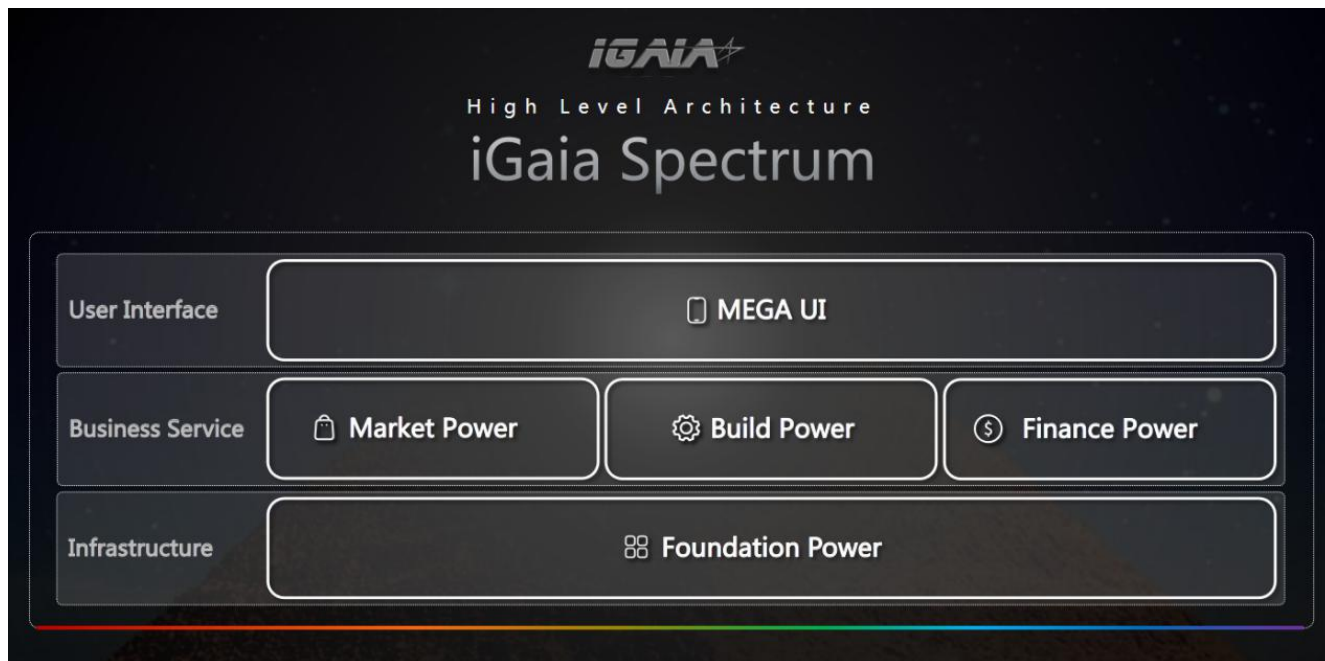 iGAiA
High Level Architecture
iGaia Spectrum
User Interface
MEGA UI
Business Service
Market Power
Build Power
Finance Power
Infrastructure
Foundation Power